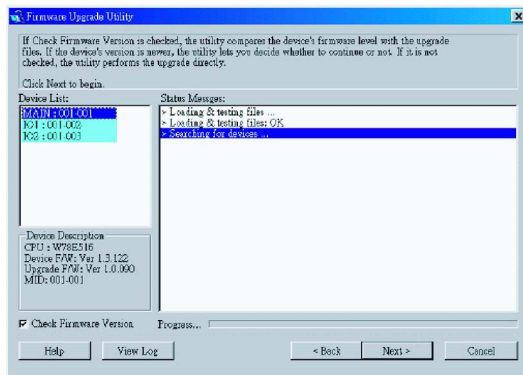 Firmware Upgrade Utility
If Check Firmware Version is checked, the utility compares the device's firmware level with the upgrade
files. If the device's version is newer, the utility lets you decide whether to continue or not. If it is not
checked, the utility performs the upgrade directly.
Click Next to begin.
Device List:
MAIN : 001-001
IC1 : 001-002
IC2 : 001-003
Status Messges:
> Loading & testing files ...
> Loading & testing files: OK
> Searching for devices ...
Device Description
CPU : W78E516
Device F/W: Ver 1.3.122
Upgrade F/W: Ver 1.0.090
MID: 001-001
Check Firmware Version
Progress...
Help
View Log
< Back
Next >
Cancel